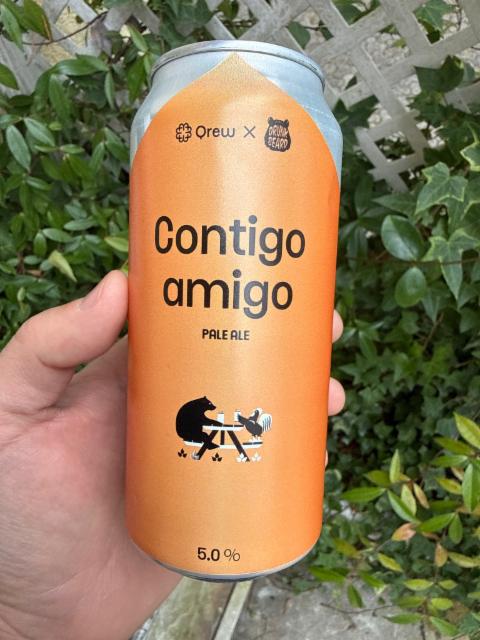 Qrew X DRUNK BEARD
Contigo
amigo
PALE ALE
5.0 %